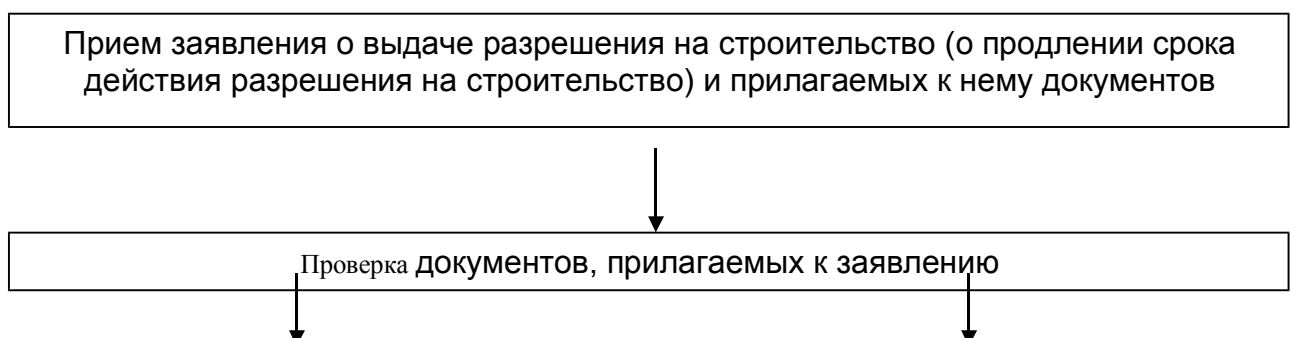 Прием заявления о выдаче разрешения на строительство (о продлении срока
действия разрешения на строительство) и прилагаемых к нему документов
Проверка документов, прилагаемых к заявлению